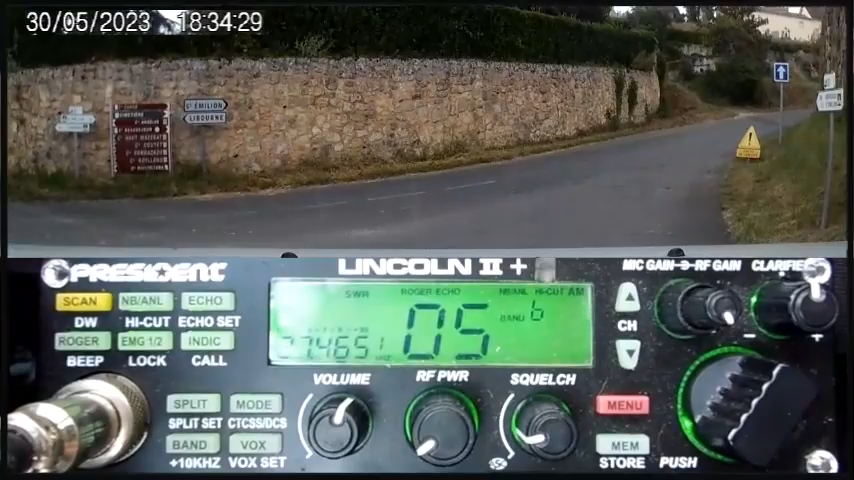 30/05/2023 18:34:29
St ÉMILION
LIBOURNE
PRESIDENT
LINCOLN II +
MIC GAIN RF GAIN CLARIFIER
SCAN NB/ANL ECHO
DW HI-CUT ECHO SET
ROGER EMG 1/2 INDIC
BEEP LOCK CALL
SWR ROGER ECHO NB/ANL HI-CUT AM
05 BAND b
27.4651
CH
- +
VOLUME RF PWR SQUELCH
SPLIT MODE
SPLIT SET CTCSS/DCS
BAND VOX
+10KHZ VOX SET
MENU
MEM
STORE PUSH